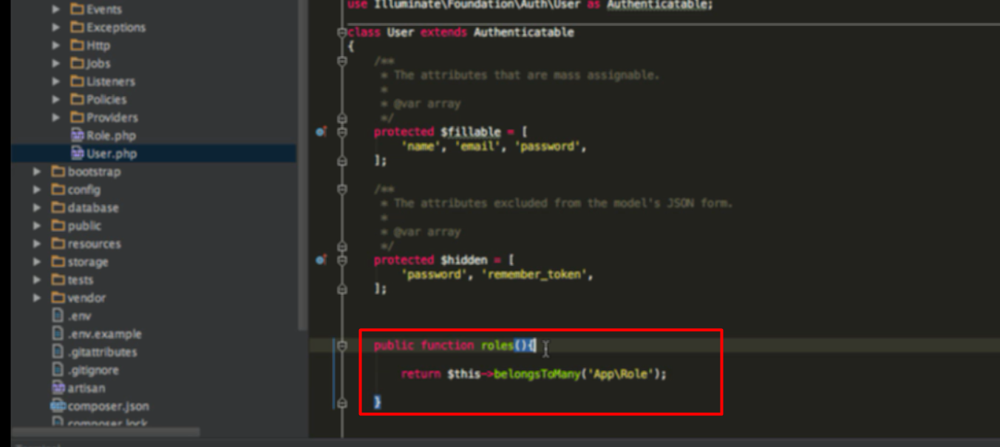 Events
Exceptions
Http
Jobs
Listeners
Policies
Providers
Role.php
User.php
bootstrap
config
database
public
resources
storage
tests
vendor
.env
.env.example
.gitattributes
.gitignore
artisan
composer.json
composer.lock
use Illuminate\Foundation\Auth\User as Authenticatable;
class User extends Authenticatable
{
/**
* The attributes that are mass assignable.
*
* @var array
*/
protected $fillable = [
'name', 'email', 'password',
];
/**
* The attributes excluded from the model's JSON form.
*
* @var array
*/
protected $hidden = [
'password', 'remember_token',
];
public function roles(){
return $this->belongsToMany('App\Role');
}